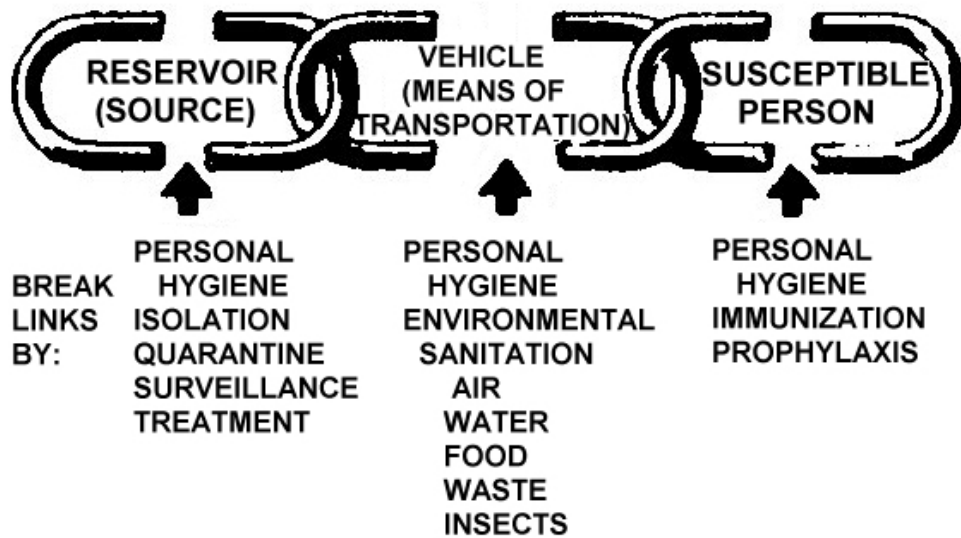 RESERVOIR
(SOURCE)
VEHICLE
(MEANS OF
TRANSPORTATION)
SUSCEPTIBLE
PERSON
BREAK
LINKS
BY:
PERSONAL
HYGIENE
ISOLATION
QUARANTINE
SURVEILLANCE
TREATMENT
PERSONAL
HYGIENE
ENVIRONMENTAL
SANITATION
AIR
WATER
FOOD
WASTE
INSECTS
PERSONAL
HYGIENE
IMMUNIZATION
PROPHYLAXIS